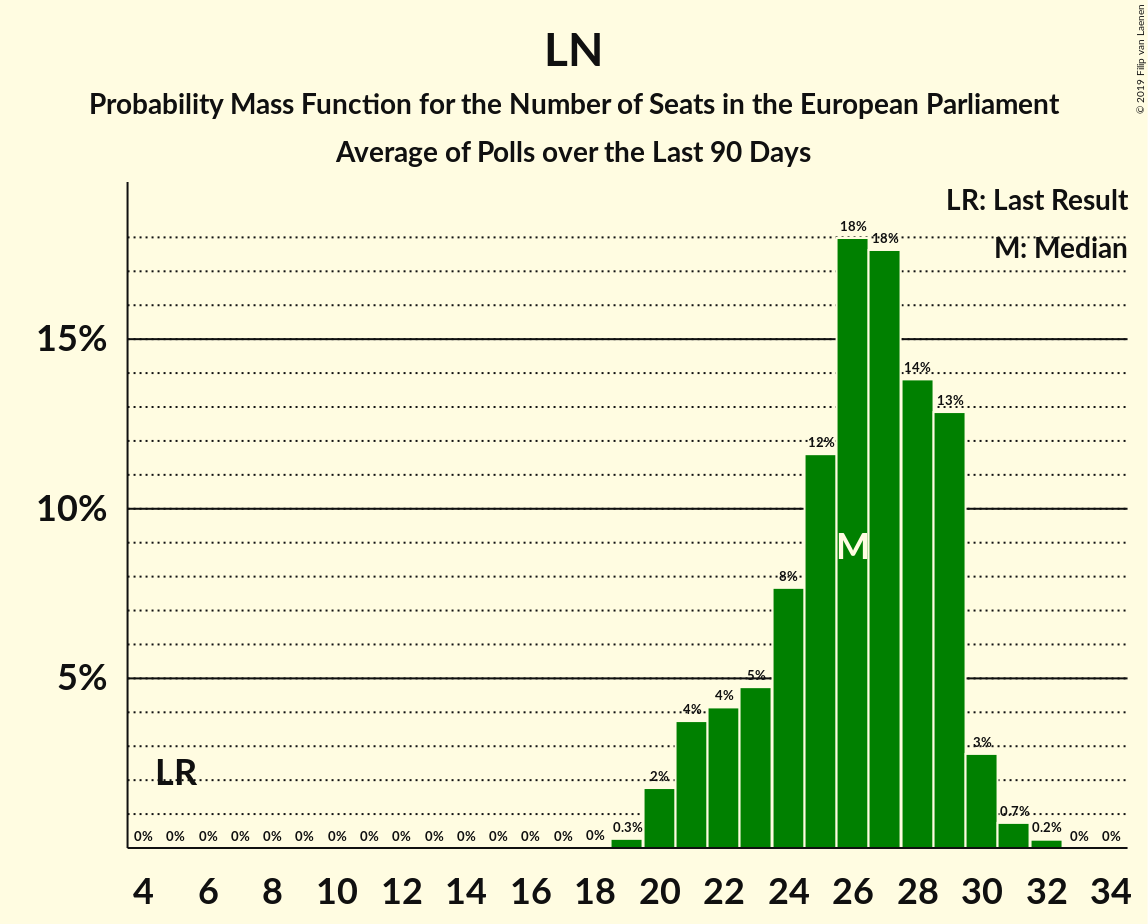 © 2019 Filip van Laenen
LN
Probability Mass Function for the Number of Seats in the European Parliament
Average of Polls over the Last 90 Days
LR: Last Result
M: Median
15%
10%
5%
LR
M
0% 0% 0% 0% 0% 0% 0% 0% 0% 0% 0% 0% 0% 0% 0% 0.3% 2% 4% 4% 5% 8% 12% 18% 18% 14% 13% 3% 0.7% 0.2% 0% 0%
4 6 8 10 12 14 16 18 20 22 24 26 28 30 32 34